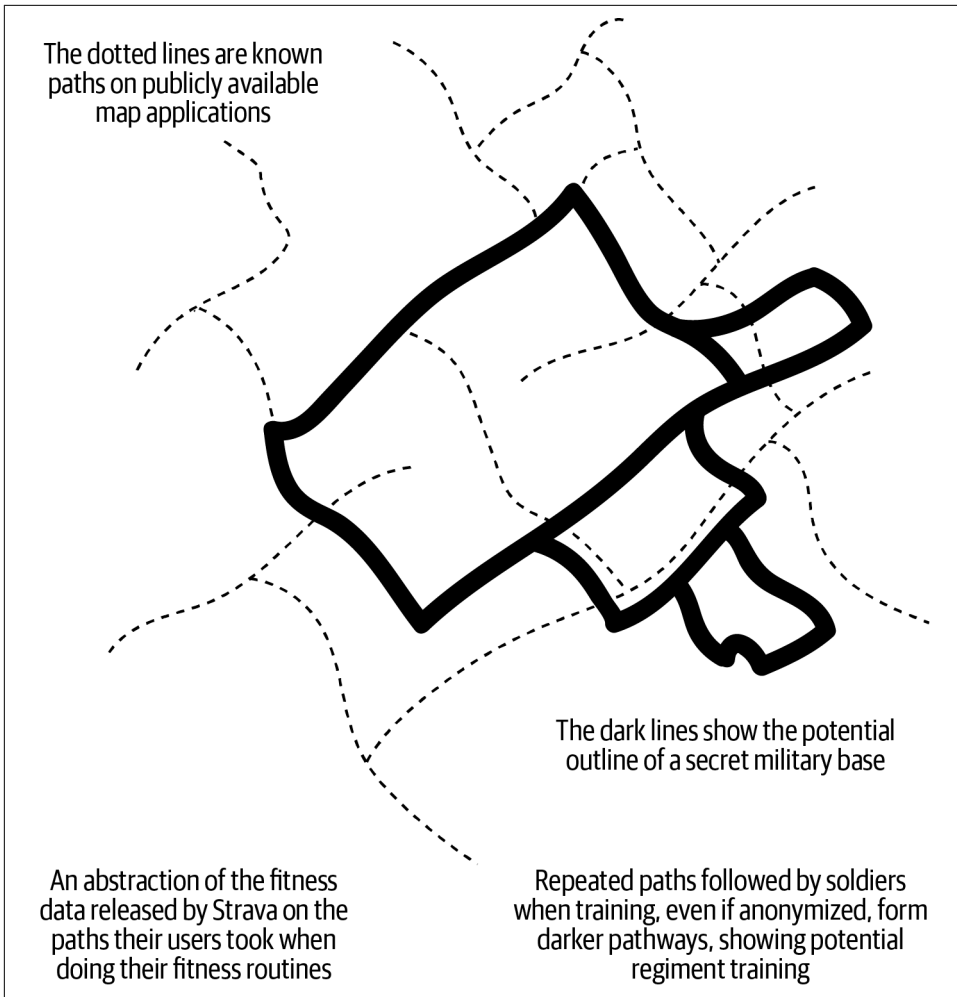 The dotted lines are known
paths on publicly available
map applications
The dark lines show the potential
outline of a secret military base
An abstraction of the fitness
data released by Strava on the
paths their users took when
doing their fitness routines
Repeated paths followed by soldiers
when training, even if anonymized, form
darker pathways, showing potential
regiment training